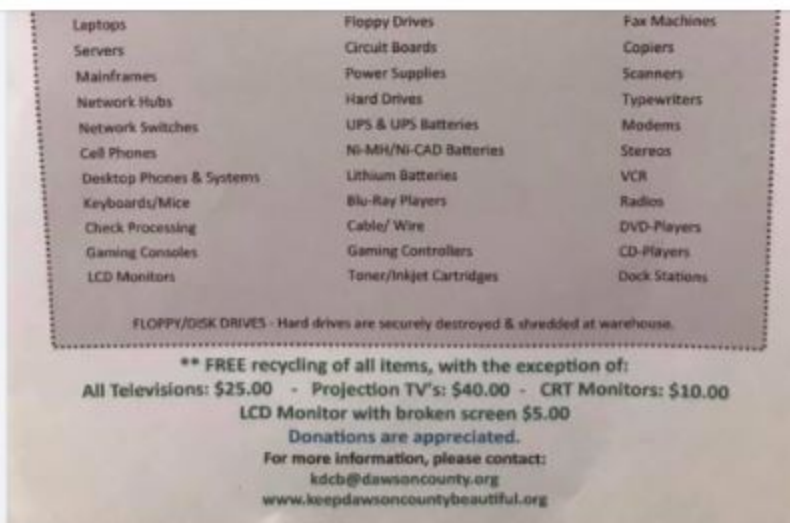 Laptops Floppy Drives Fax Machines
Servers Circuit Boards Copiers
Mainframes Power Supplies Scanners
Network Hubs Hard Drives Typewriters
Network Switches UPS & UPS Batteries Modems
Cell Phones Ni-MH/Ni-CAD Batteries Stereos
Desktop Phones & Systems Lithium Batteries VCR
Keyboards/Mice Blu-Ray Players Radios
Check Processing Cable/ Wire DVD-Players
Gaming Consoles Gaming Controllers CD-Players
LCD Monitors Toner/Inkjet Cartridges Dock Stations
FLOPPY/DISK DRIVES - Hard drives are securely destroyed & shredded at warehouse.
** FREE recycling of all items, with the exception of:
All Televisions: $25.00 - Projection TV's: $40.00 - CRT Monitors: $10.00
LCD Monitor with broken screen $5.00
Donations are appreciated.
For more information, please contact:
kdcb@dawsoncounty.org
www.keepdawsoncountybeautiful.org